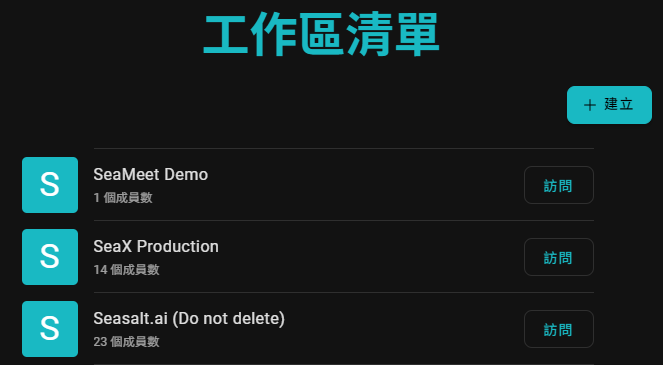 工作區清單
+ 建立
S
SeaMeet Demo
1 個成員數
訪問
S
SeaX Production
14 個成員數
訪問
S
Seasalt.ai (Do not delete)
23 個成員數
訪問